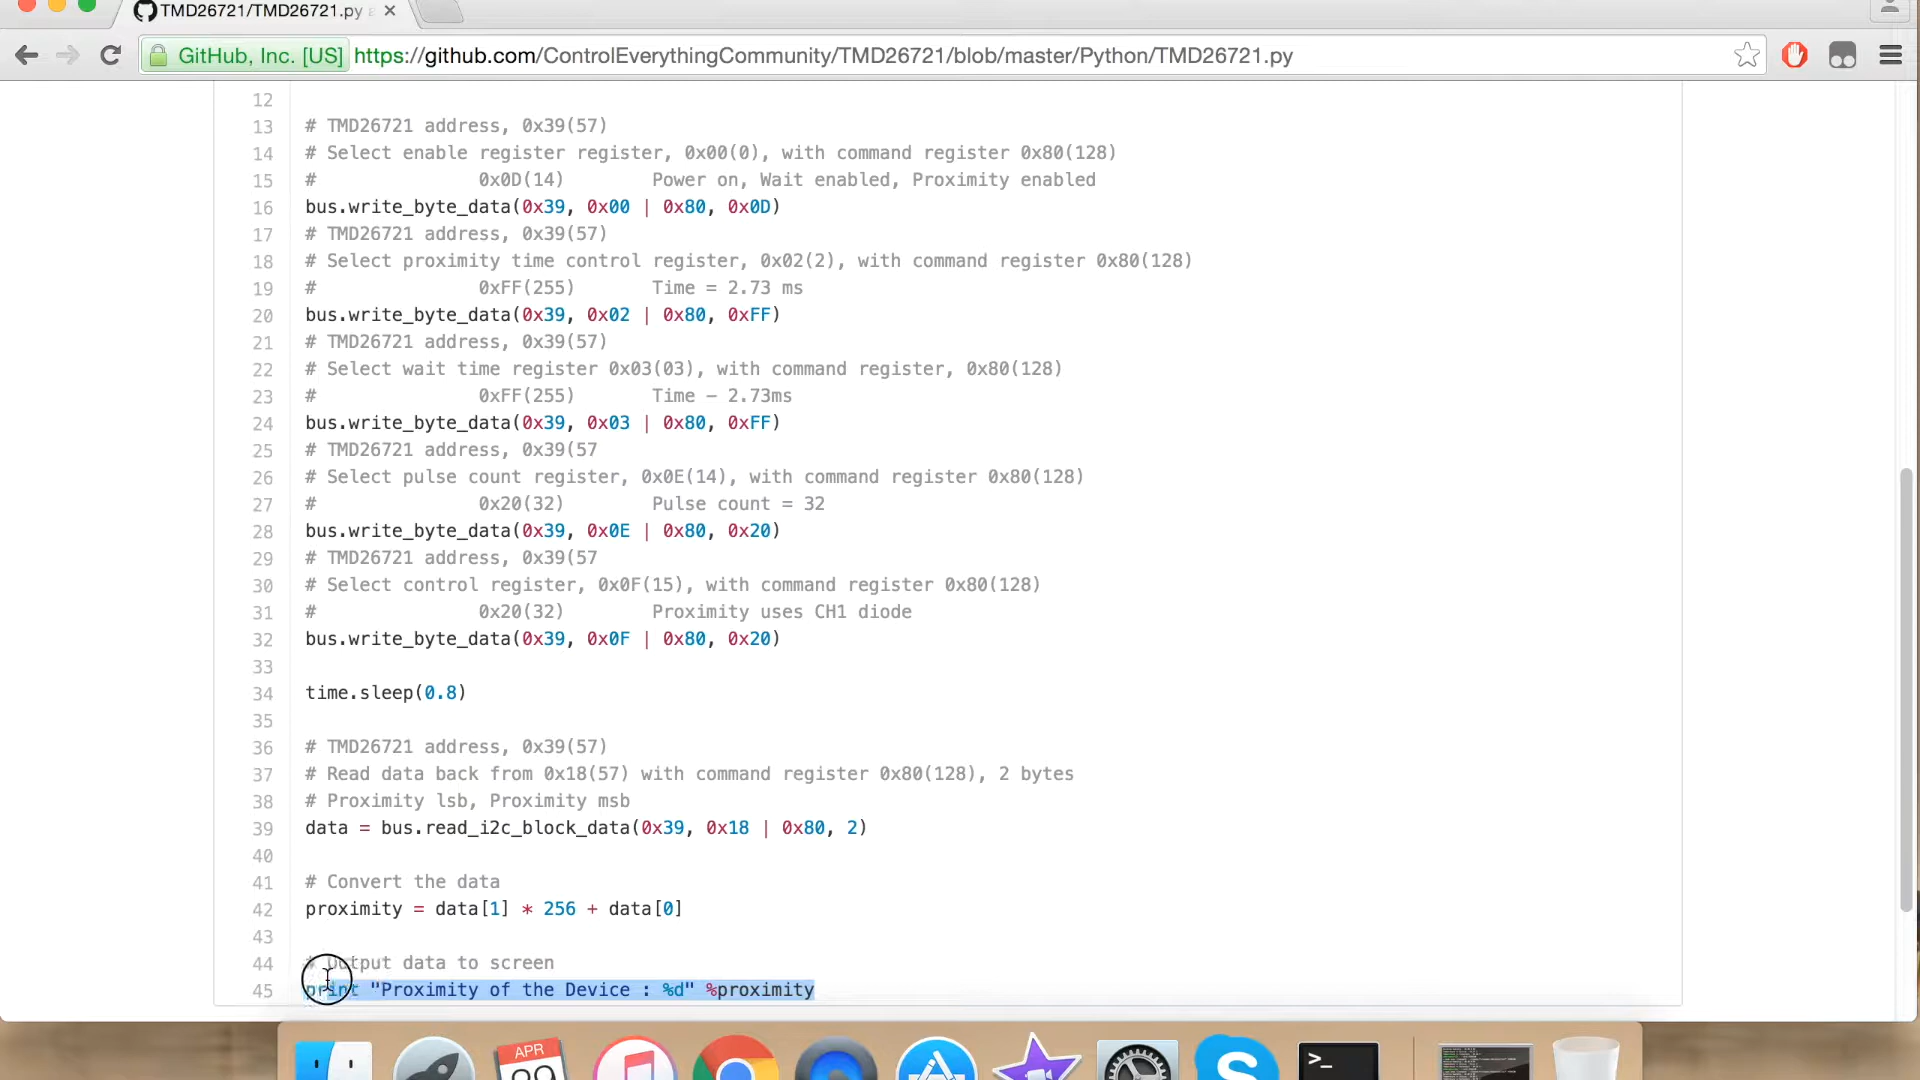 TMD26721/TMD26721.py
GitHub, Inc. [US] https://github.com/ControlEverythingCommunity/TMD26721/blob/master/Python/TMD26721.py
12
13 # TMD26721 address, 0x39(57)
14 # Select enable register register, 0x00(0), with command register 0x80(128)
15 # 0x0D(14) Power on, Wait enabled, Proximity enabled
16 bus.write_byte_data(0x39, 0x00 | 0x80, 0x0D)
17 # TMD26721 address, 0x39(57)
18 # Select proximity time control register, 0x02(2), with command register 0x80(128)
19 # 0xFF(255) Time = 2.73 ms
20 bus.write_byte_data(0x39, 0x02 | 0x80, 0xFF)
21 # TMD26721 address, 0x39(57)
22 # Select wait time register 0x03(03), with command register, 0x80(128)
23 # 0xFF(255) Time - 2.73ms
24 bus.write_byte_data(0x39, 0x03 | 0x80, 0xFF)
25 # TMD26721 address, 0x39(57
26 # Select pulse count register, 0x0E(14), with command register 0x80(128)
27 # 0x20(32) Pulse count = 32
28 bus.write_byte_data(0x39, 0x0E | 0x80, 0x20)
29 # TMD26721 address, 0x39(57
30 # Select control register, 0x0F(15), with command register 0x80(128)
31 # 0x20(32) Proximity uses CH1 diode
32 bus.write_byte_data(0x39, 0x0F | 0x80, 0x20)
33
34 time.sleep(0.8)
35
36 # TMD26721 address, 0x39(57)
37 # Read data back from 0x18(57) with command register 0x80(128), 2 bytes
38 # Proximity lsb, Proximity msb
39 data = bus.read_i2c_block_data(0x39, 0x18 | 0x80, 2)
40
41 # Convert the data
42 proximity = data[1] * 256 + data[0]
43
44 # Output data to screen
45 print "Proximity of the Device : %d" %proximity
APR